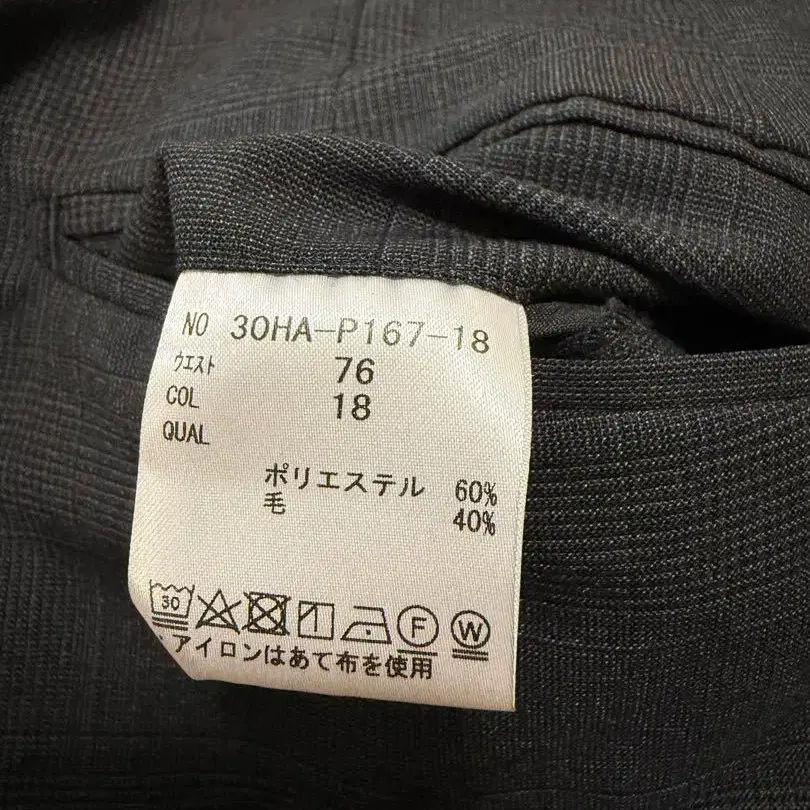 NO 30HA-P167-18
ウエスト 76
COL 18
QUAL
ポリエステル 60%
毛 40%
30 F W
・アイロンはあて布を使用